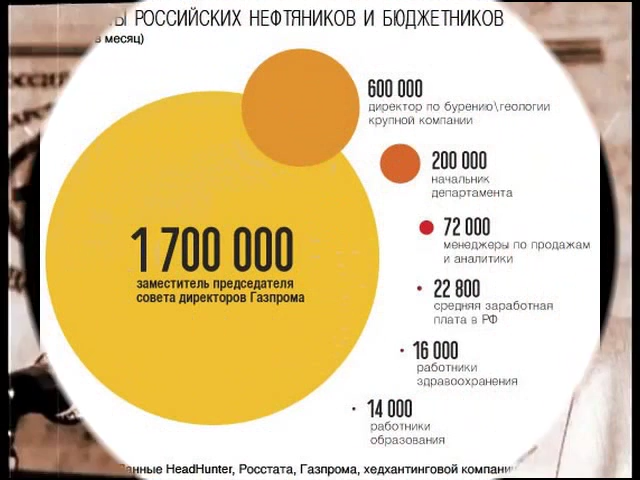 РОССИЙСКИХ НЕФТЯНИКОВ И БЮДЖЕТНИКОВ
месяц)
600 000
директор по бурению\геологии
крупной компании
200 000
начальник
департамента
1 700 000
заместитель председателя
совета директоров Газпрома
72 000
менеджеры по продажам
и аналитики
22 800
средняя заработная
плата в РФ
16 000
работники
здравоохранения
14 000
работники
образования
Данные HeadHunter, Росстата, Газпрома, хедхантинговой